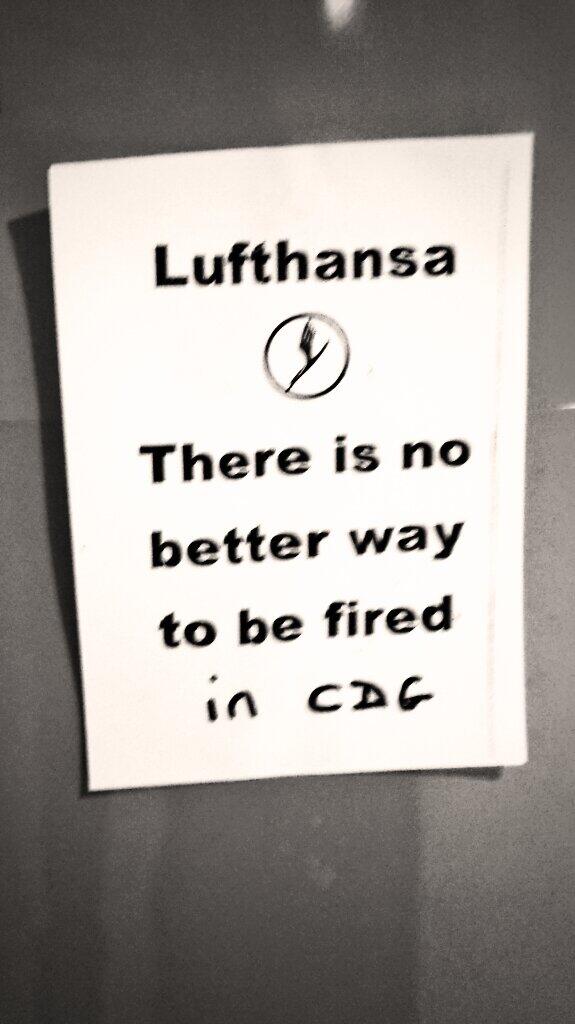 Lufthansa
There is no
better way
to be fired
in CDG